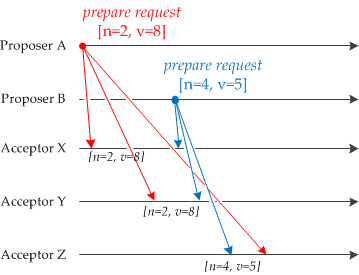 prepare request
[n=2, v=8]
Proposer A
prepare request
[n=4, v=5]
Proposer B
Acceptor X
[n=2, v=8]
Acceptor Y
[n=2, v=8]
Acceptor Z
[n=4, v=5]